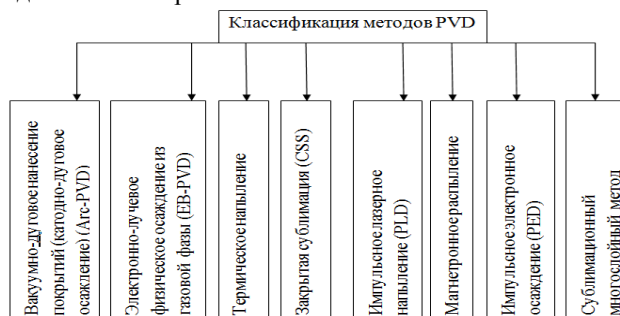 Классификация методов PVD
Вакуумно-дуговое нанесение
покрытий (катодно-дуговое
осаждение) (Arc-PVD)
Электронно-лучевое
физическое осаждение из
газовой фазы (EB-PVD)
Термическое напыление
Закрытая сублимация (CSS)
Импульсное лазерное
напыление (PLD)
Магнетронное распыление
Импульсное электронное
осаждение (PED)
Сублимационный
многослойный метод